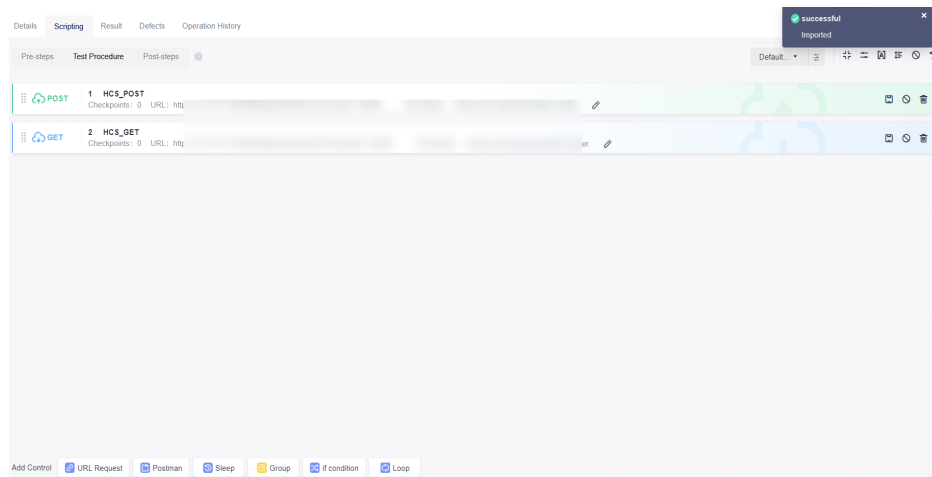 Details Scripting Result Defects Operation History
successful
Imported
Pre-steps Test Procedure Post-steps
Default...
POST 1 HCS_POST
Checkpoints: 0 URL: http
GET 2 HCS_GET
Checkpoints: 0 URL: http er.
Add Control URL Request Postman Sleep Group if condition Loop